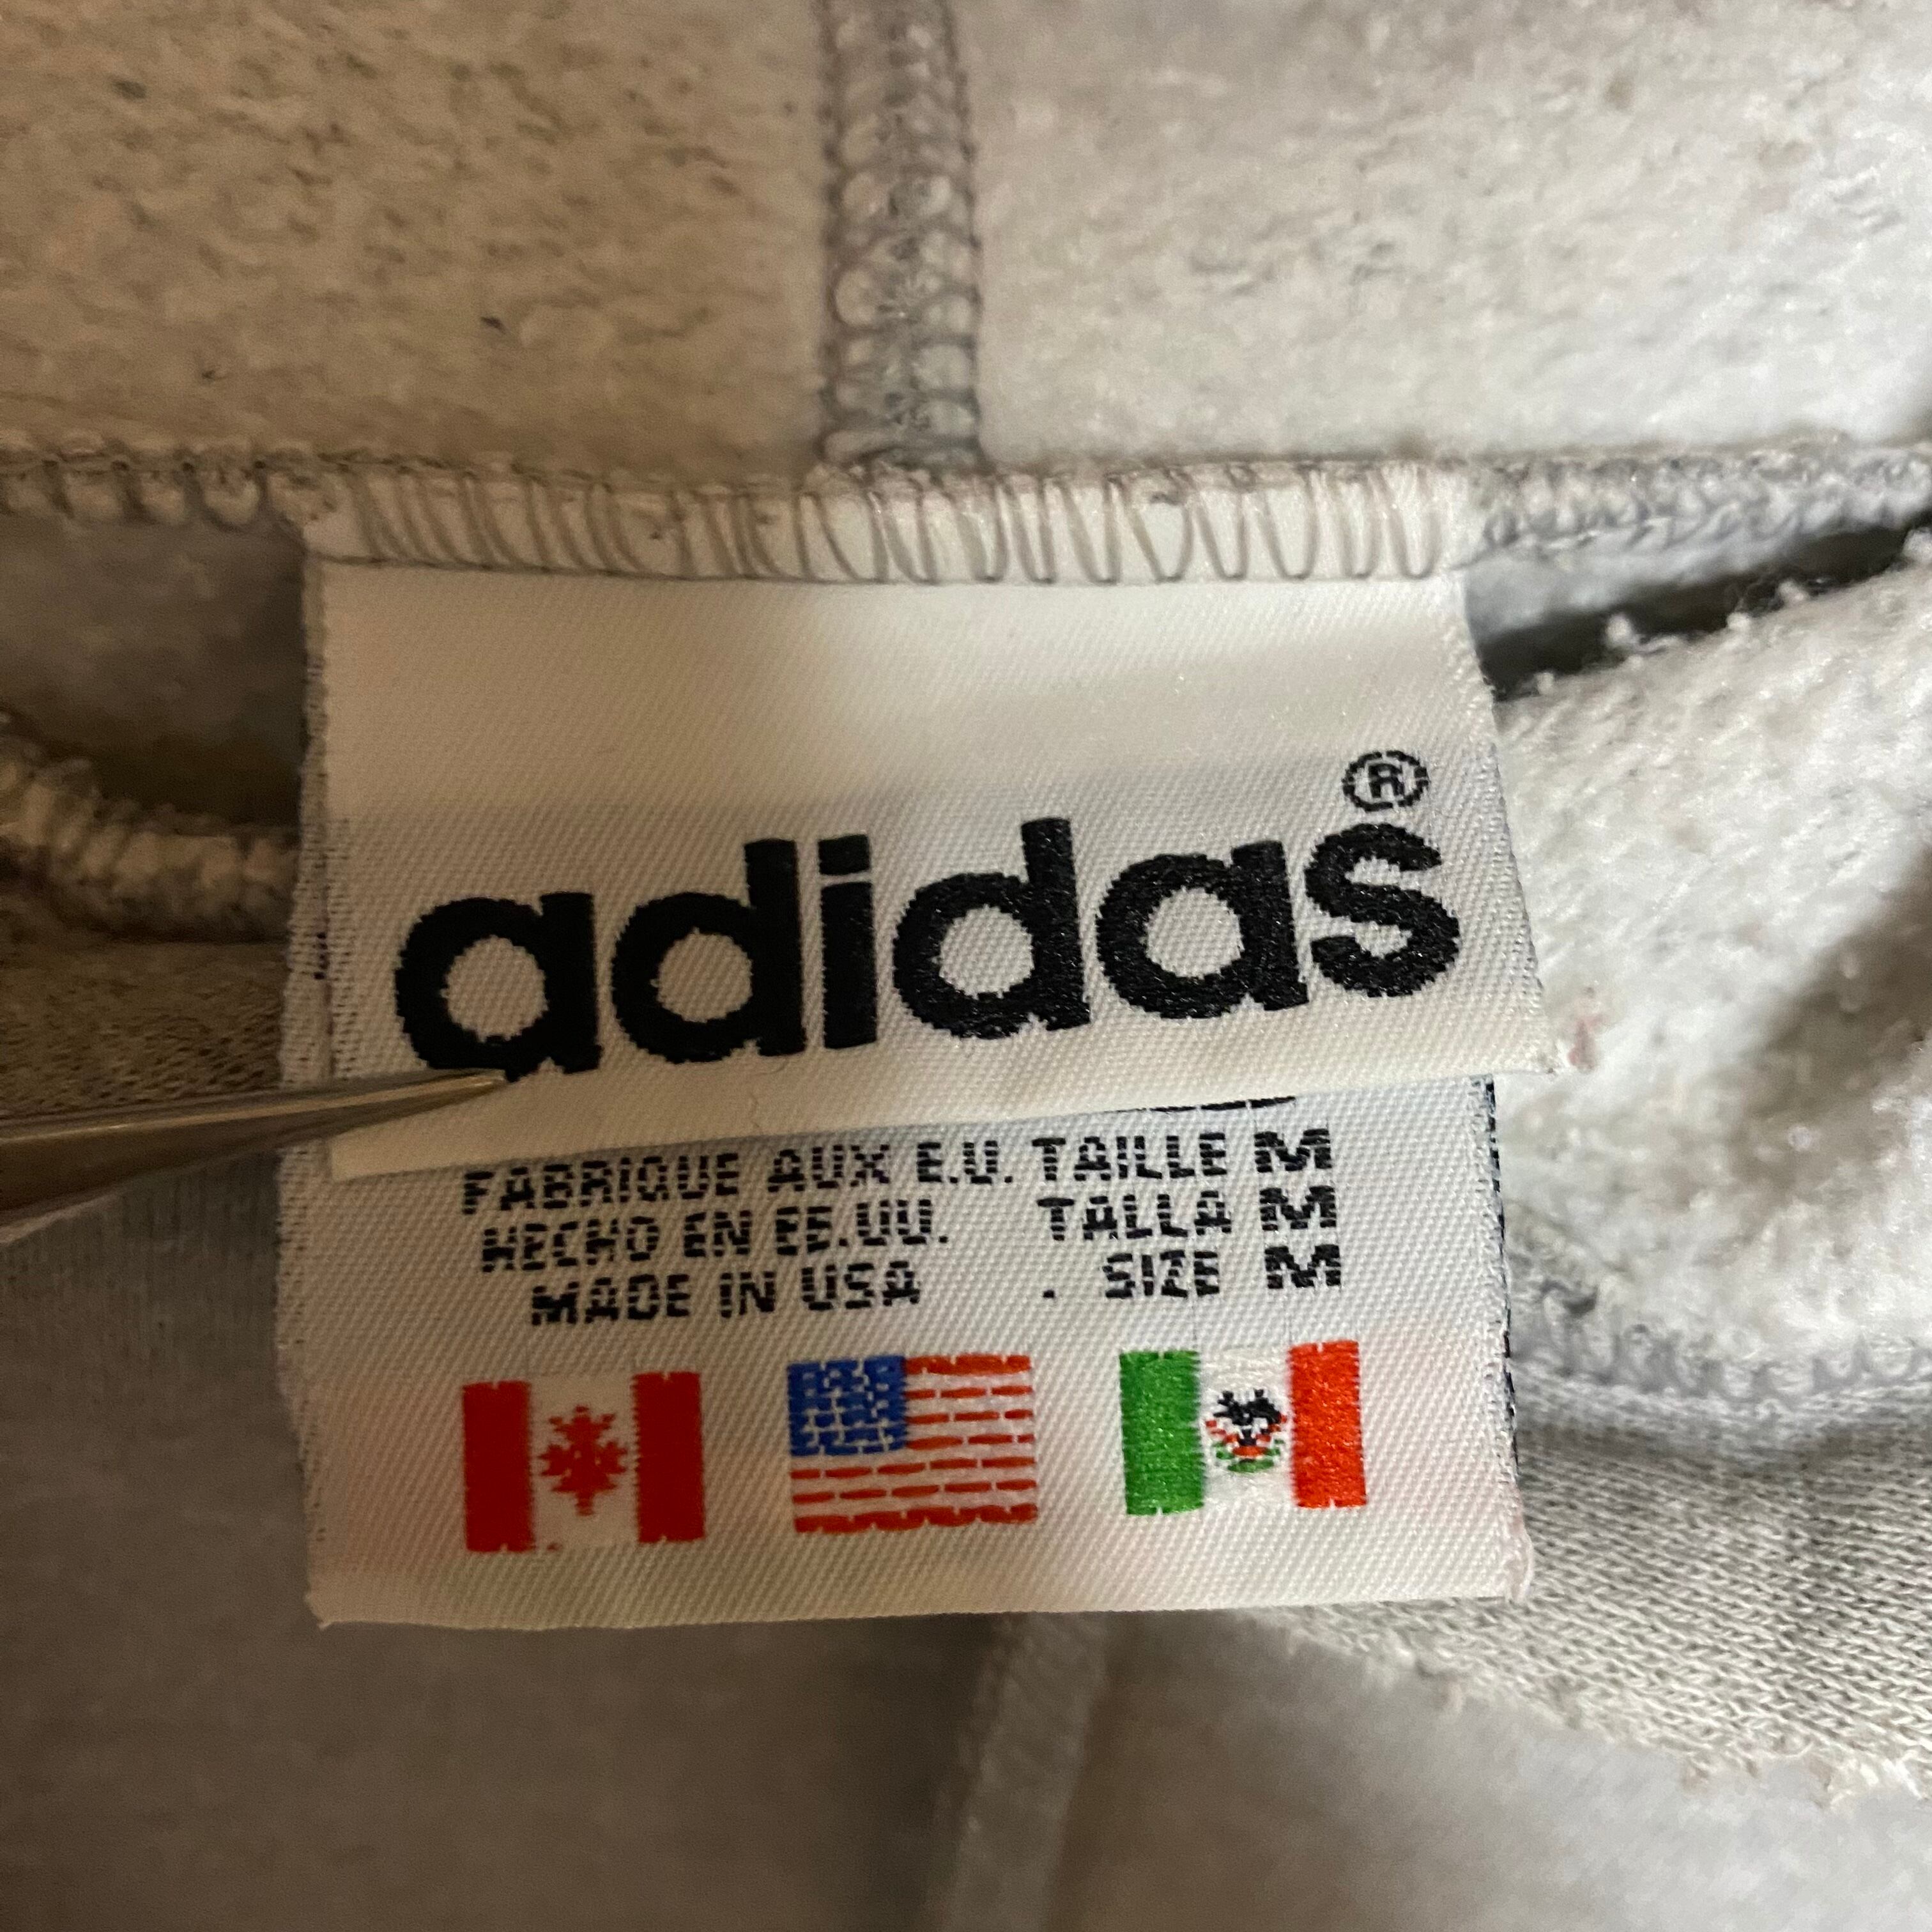 adidas®
FABRIQUE AUX E.U. TAILLE M
HECHO EN EE.UU. TALLA M
MADE IN USA . SIZE M